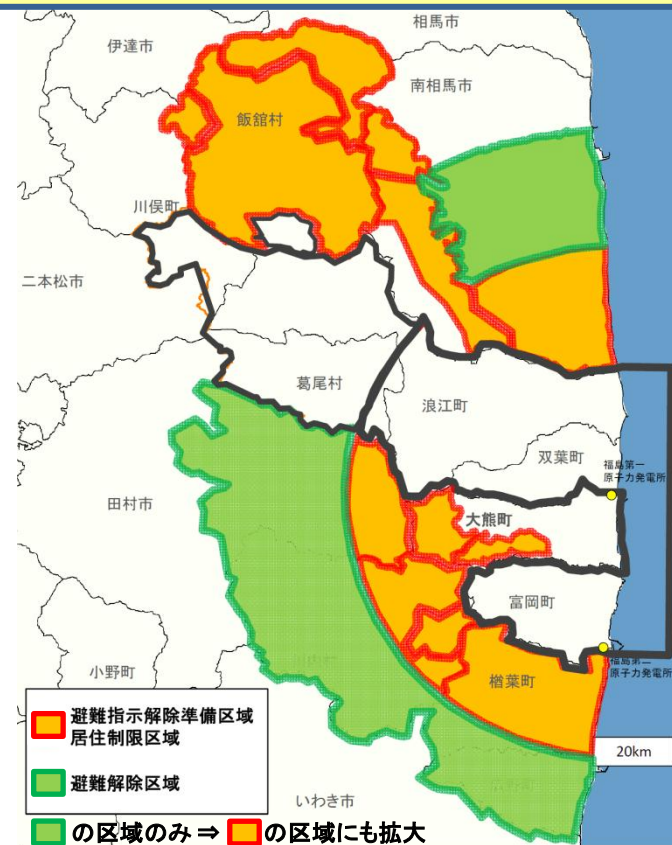 相馬市
伊達市
南相馬市
飯舘村
川俣町
二本松市
葛尾村
浪江町
双葉町
福島第一
原子力発電所
田村市
大熊町
富岡町
小野町
福島第二
原子力発電所
楢葉町
避難指示解除準備区域
居住制限区域
20km
避難解除区域
いわき市
の区域のみ ⇒ の区域にも拡大